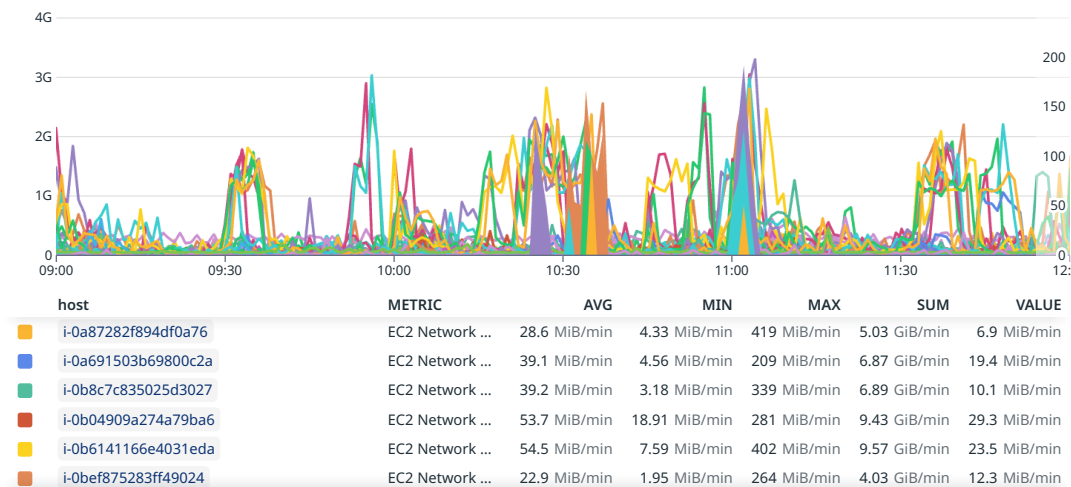 4G
3G
2G
1G
0
200
150
100
50
0
09:00 09:30 10:00 10:30 11:00 11:30 12:
host METRIC AVG MIN MAX SUM VALUE
i-0a87282f894df0a76 EC2 Network ... 28.6 MiB/min 4.33 MiB/min 419 MiB/min 5.03 GiB/min 6.9 MiB/min
i-0a691503b69800c2a EC2 Network ... 39.1 MiB/min 4.56 MiB/min 209 MiB/min 6.87 GiB/min 19.4 MiB/min
i-0b8c7c835025d3027 EC2 Network ... 39.2 MiB/min 3.18 MiB/min 339 MiB/min 6.89 GiB/min 10.1 MiB/min
i-0b04909a274a79ba6 EC2 Network ... 53.7 MiB/min 18.91 MiB/min 281 MiB/min 9.43 GiB/min 29.3 MiB/min
i-0b6141166e4031eda EC2 Network ... 54.5 MiB/min 7.59 MiB/min 402 MiB/min 9.57 GiB/min 23.5 MiB/min
i-0bef875283ff49024 EC2 Network ... 22.9 MiB/min 1.95 MiB/min 264 MiB/min 4.03 GiB/min 12.3 MiB/min